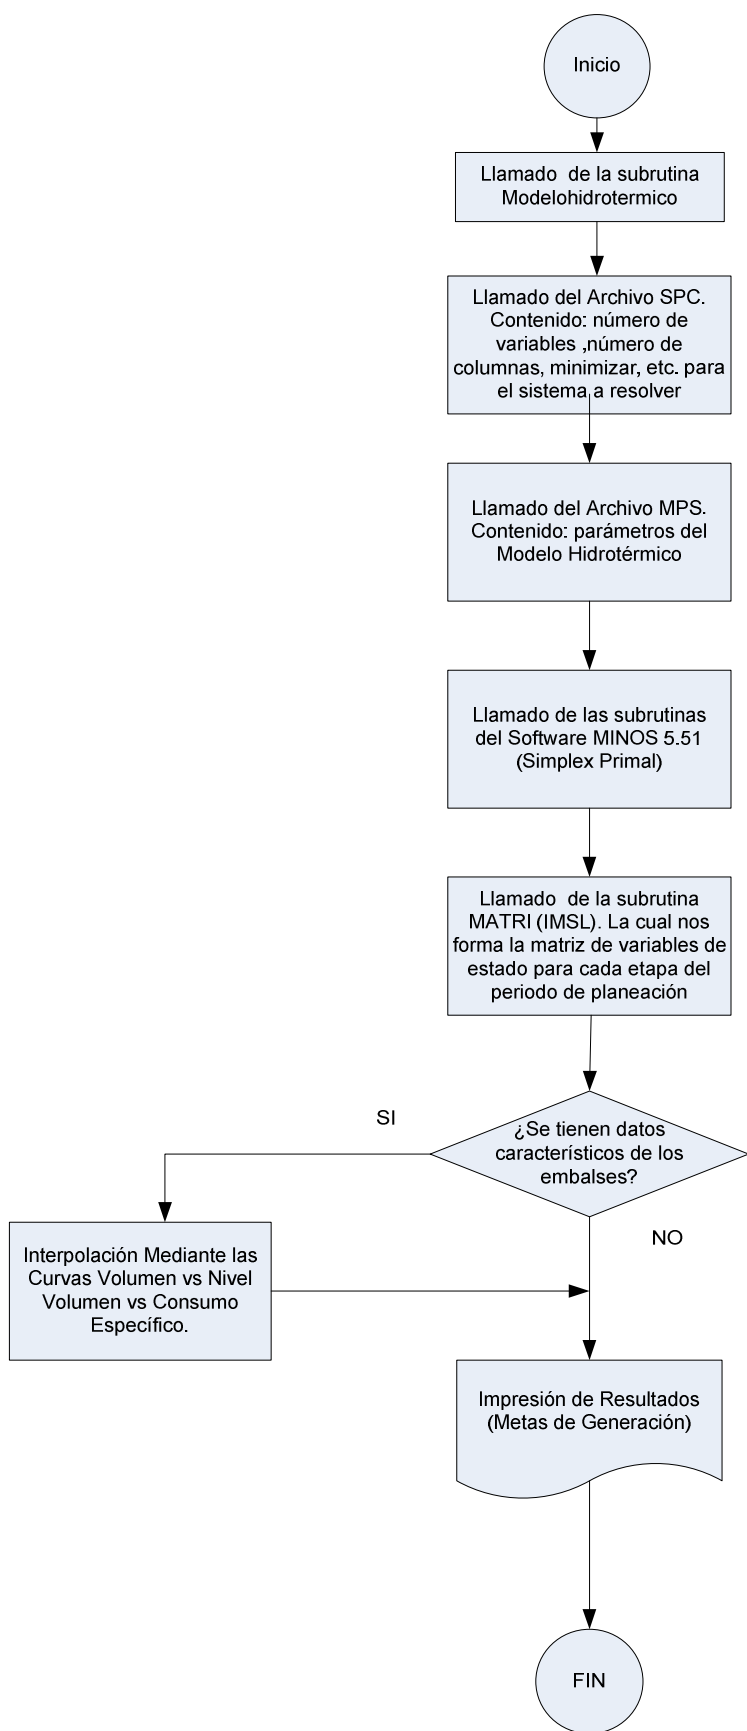 Inicio
Llamado de la subrutina
Modelohidrotermico
Llamado del Archivo SPC.
Contenido: número de
variables ,número de
columnas, minimizar, etc. para
el sistema a resolver
Llamado del Archivo MPS.
Contenido: parámetros del
Modelo Hidrotérmico
Llamado de las subrutinas
del Software MINOS 5.51
(Simplex Primal)
Llamado de la subrutina
MATRI (IMSL). La cual nos
forma la matriz de variables de
estado para cada etapa del
periodo de planeación
SI
¿Se tienen datos
característicos de los
embalses?
NO
Interpolación Mediante las
Curvas Volumen vs Nivel
Volumen vs Consumo
Específico.
Impresión de Resultados
(Metas de Generación)
FIN